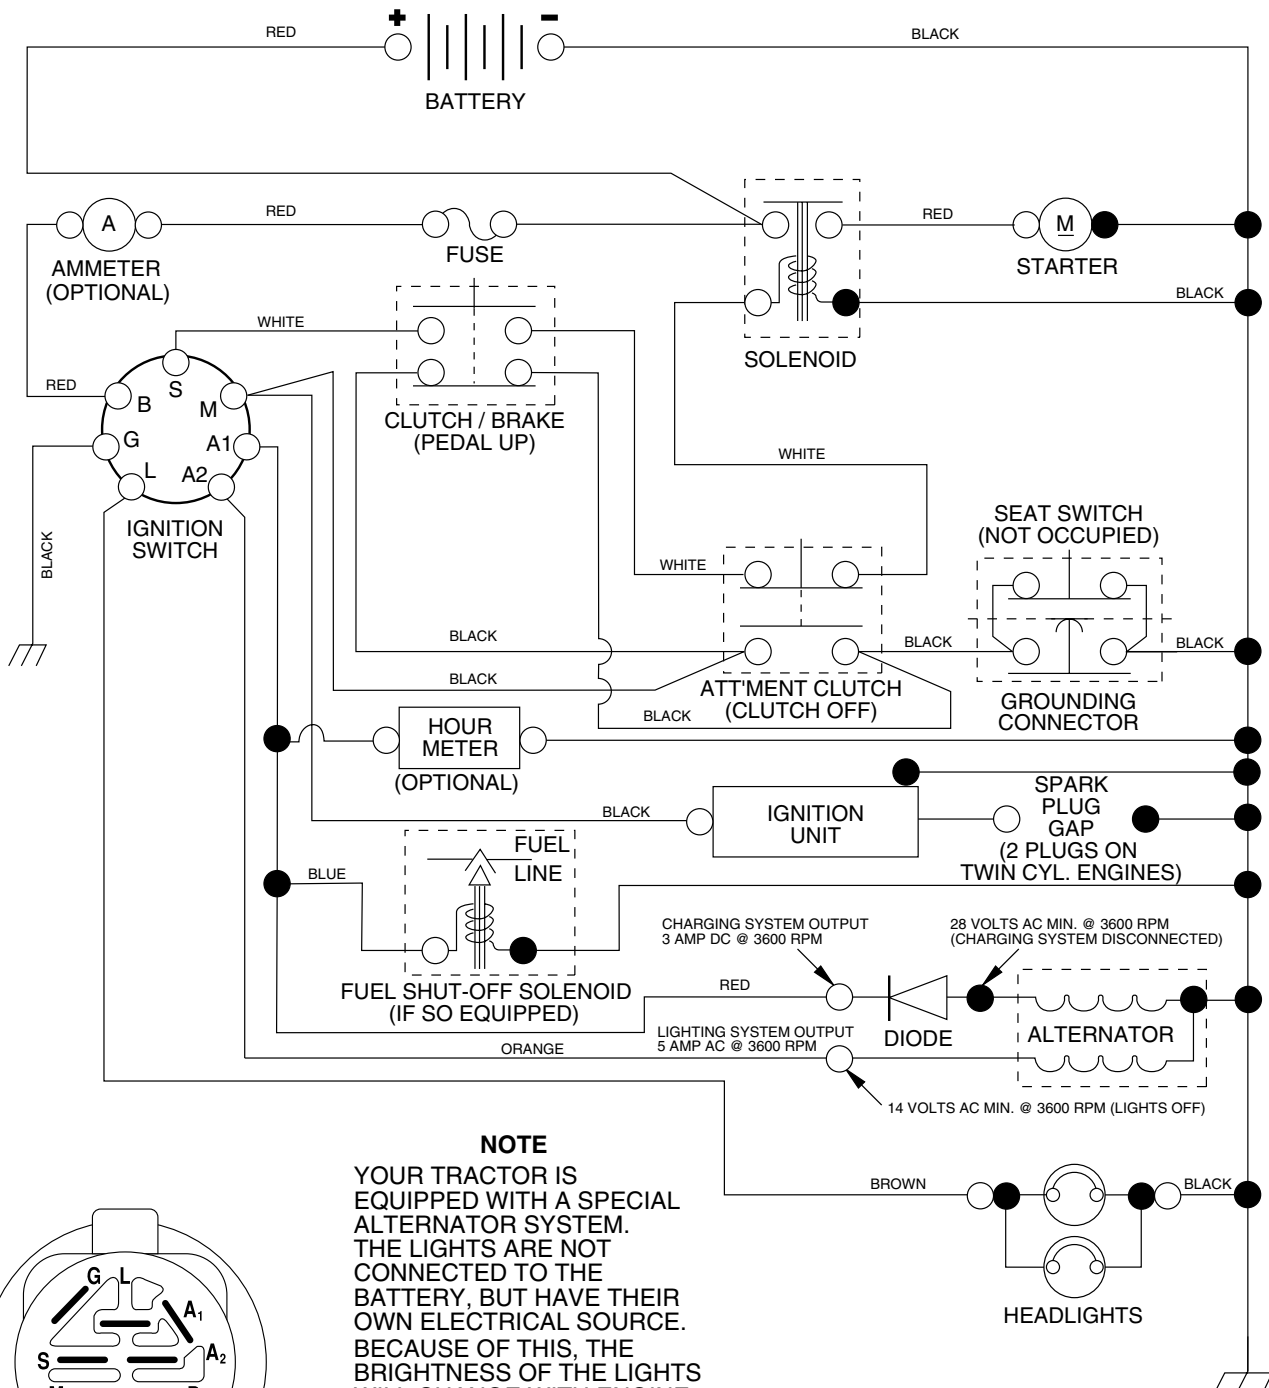 + –
RED
BLACK
BATTERY
A
RED
FUSE
RED
M
AMMETER
(OPTIONAL)
STARTER
BLACK
WHITE
SOLENOID
RED
S
B
M
CLUTCH / BRAKE
(PEDAL UP)
G
A1
L
A2
WHITE
IGNITION
SWITCH
BLACK
SEAT SWITCH
(NOT OCCUPIED)
WHITE
BLACK
BLACK
BLACK
BLACK
ATT'MENT CLUTCH
(CLUTCH OFF)
BLACK
GROUNDING
CONNECTOR
HOUR
METER
(OPTIONAL)
BLACK
IGNITION
UNIT
SPARK
PLUG
GAP
(2 PLUGS ON
TWIN CYL. ENGINES)
FUEL
LINE
BLUE
CHARGING SYSTEM OUTPUT
3 AMP DC @ 3600 RPM
28 VOLTS AC MIN. @ 3600 RPM
(CHARGING SYSTEM DISCONNECTED)
FUEL SHUT-OFF SOLENOID
(IF SO EQUIPPED)
RED
DIODE
ALTERNATOR
LIGHTING SYSTEM OUTPUT
5 AMP AC @ 3600 RPM
ORANGE
14 VOLTS AC MIN. @ 3600 RPM (LIGHTS OFF)
NOTE
YOUR TRACTOR IS
EQUIPPED WITH A SPECIAL
ALTERNATOR SYSTEM.
THE LIGHTS ARE NOT
CONNECTED TO THE
BATTERY, BUT HAVE THEIR
OWN ELECTRICAL SOURCE.
BECAUSE OF THIS, THE
BRIGHTNESS OF THE LIGHTS
WILL CHANGE WITH ENGINE
BROWN
BLACK
HEADLIGHTS
G L
A1
S
A2
M
B